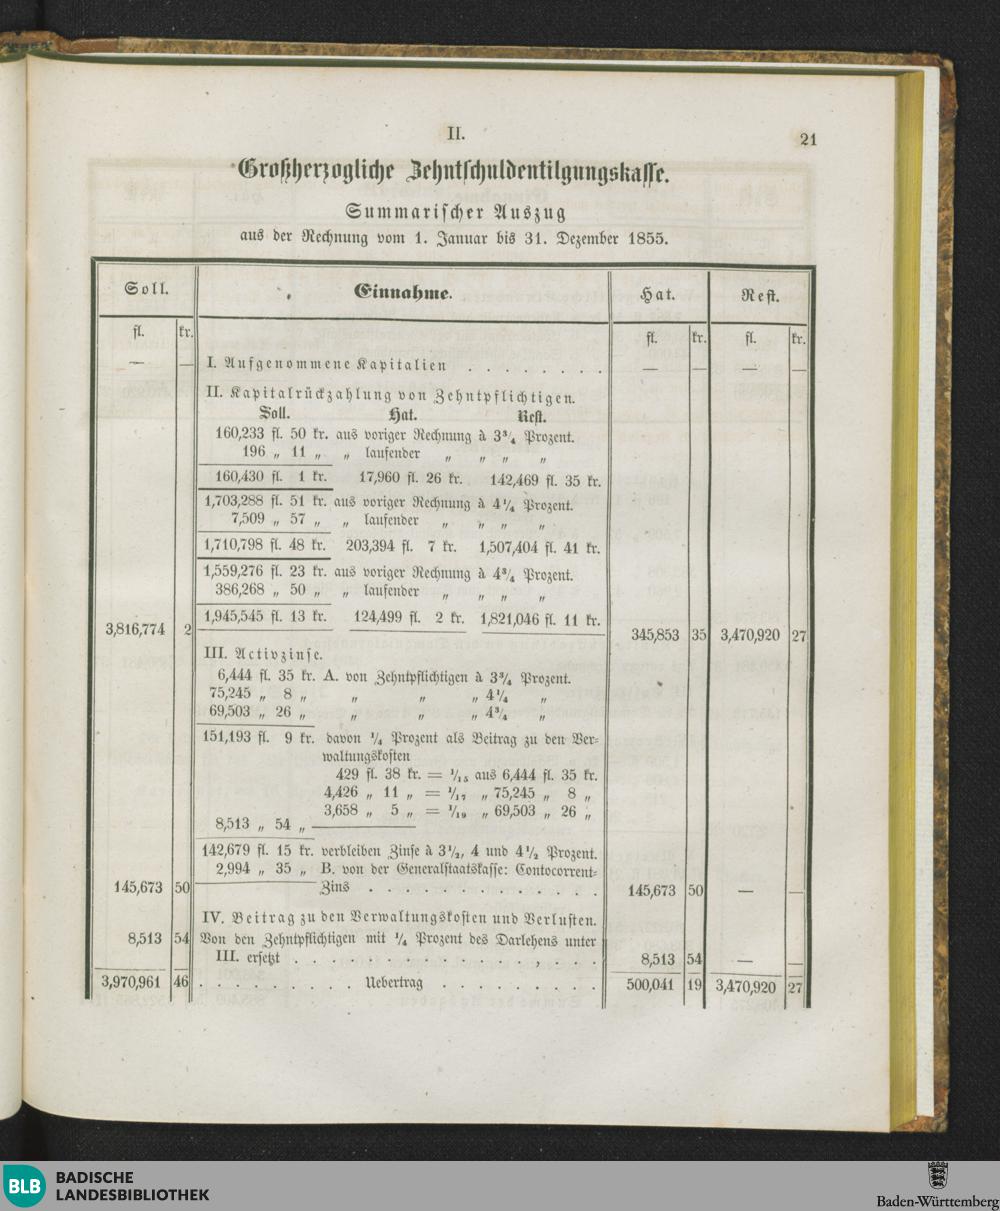 II.
21
Großherzogliche Zehntschuldentilgungskasse.
Summarischer Auszug
aus der Rechnung vom 1. Januar bis 31. Dezember 1855.
Soll. Einnahme. Hat. Rest.
fl. kr. fl. kr. fl. kr.
— — I. Aufgenommene Kapitalien . . . . . . . . — — — —
II. Kapitalrückzahlung von Zehntpflichtigen.
Soll. Hat. Rest.
160,233 fl. 50 kr. aus voriger Rechnung à 3¾ Prozent.
196 „ 11 „ „ laufender „ „ „ „
160,430 fl. 1 kr. 17,960 fl. 26 kr. 142,469 fl. 35 kr.
1,703,288 fl. 51 kr. aus voriger Rechnung à 4¼ Prozent.
7,509 „ 57 „ „ laufender „ „ „ „
1,710,798 fl. 48 kr. 203,394 fl. 7 kr. 1,507,404 fl. 41 kr.
1,559,276 fl. 23 kr. aus voriger Rechnung à 4¾ Prozent.
386,268 „ 50 „ „ laufender „ „ „ „
1,945,545 fl. 13 kr. 124,499 fl. 2 kr. 1,821,046 fl. 11 kr.
3,816,774 2 345,853 35 3,470,920 27
III. Activzinse.
6,444 fl. 35 kr. A. von Zehntpflichtigen à 3¾ Prozent.
75,245 „ 8 „ „ „ „ 4¼ „
69,503 „ 26 „ „ „ „ 4¾ „
151,193 fl. 9 kr. davon ¼ Prozent als Beitrag zu den Ver=
waltungskosten
429 fl. 38 kr. = 1/15 aus 6,444 fl. 35 kr.
4,426 „ 11 „ = 1/17 „ 75,245 „ 8 „
3,658 „ 5 „ = 1/19 „ 69,503 „ 26 „
8,513 „ 54 „
142,679 fl. 15 kr. verbleiben Zinse à 3½, 4 und 4½ Prozent.
2,994 „ 35 „ B. von der Generalstaatskasse: Contocorrent=
145,673 50 Zins . . . . . . . . . . . 145,673 50 — —
IV. Beitrag zu den Verwaltungskosten und Verlusten.
8,513 54 Von den Zehntpflichtigen mit ¼ Prozent des Darlehens unter
III. ersetzt . . . . . . . . . . , . . . 8,513 54 — —
3,970,961 46 . . . . . . . . . Uebertrag . . . . . . . . . 500,041 19 3,470,920 27
BLB BADISCHE
LANDESBIBLIOTHEK
Baden-Württemberg